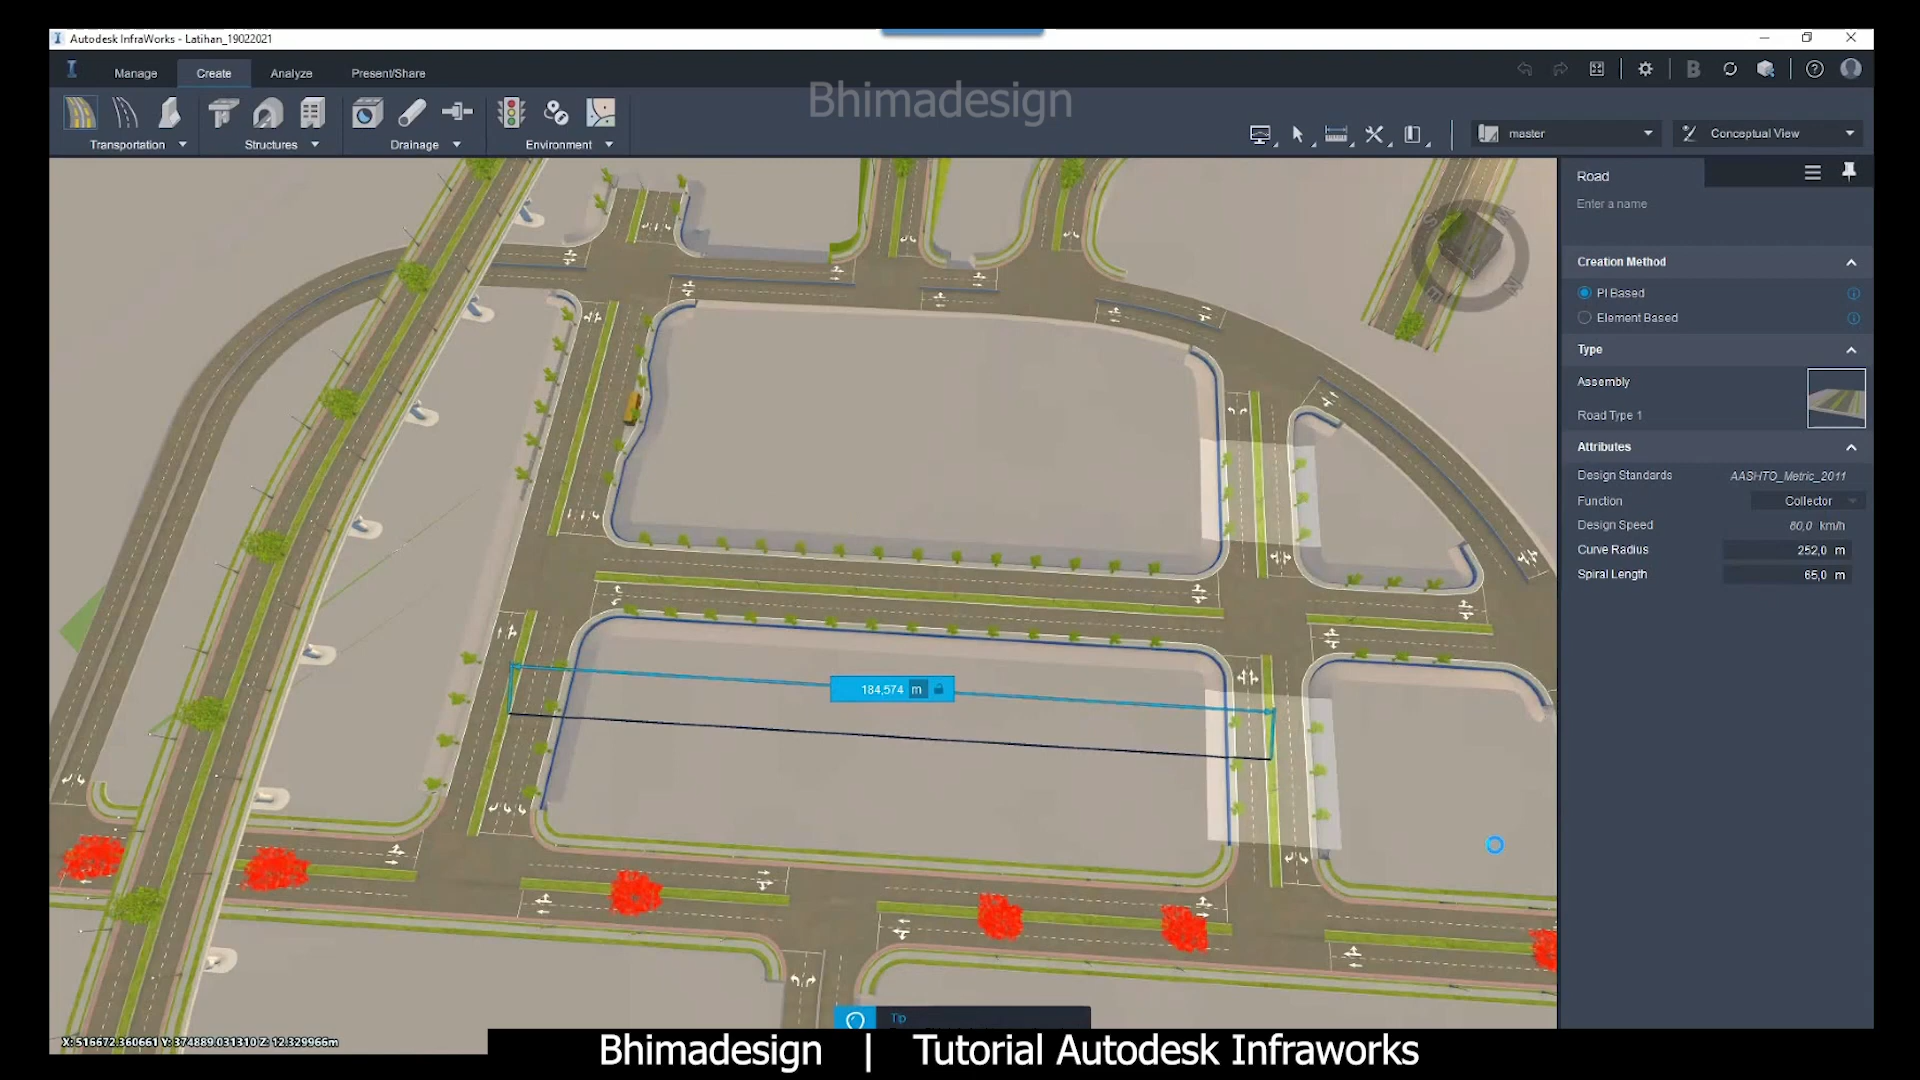 Autodesk InfraWorks - Latihan_19022021
Manage Create Analyze Present/Share
Bhimadesign
Transportation Structures Drainage Environment
master Conceptual View
Road
Enter a name
Creation Method
PI Based
Element Based
Type
Assembly
Road Type 1
Attributes
Design Standards AASHTO_Metric_2011
Function Collector
Design Speed 80,0 km/h
Curve Radius 252,0 m
Spiral Length 65,0 m
184,574 m
Tip
X: 516672.360661 Y: 374889.031310 Z: 12.329966m
Bhimadesign | Tutorial Autodesk Infraworks